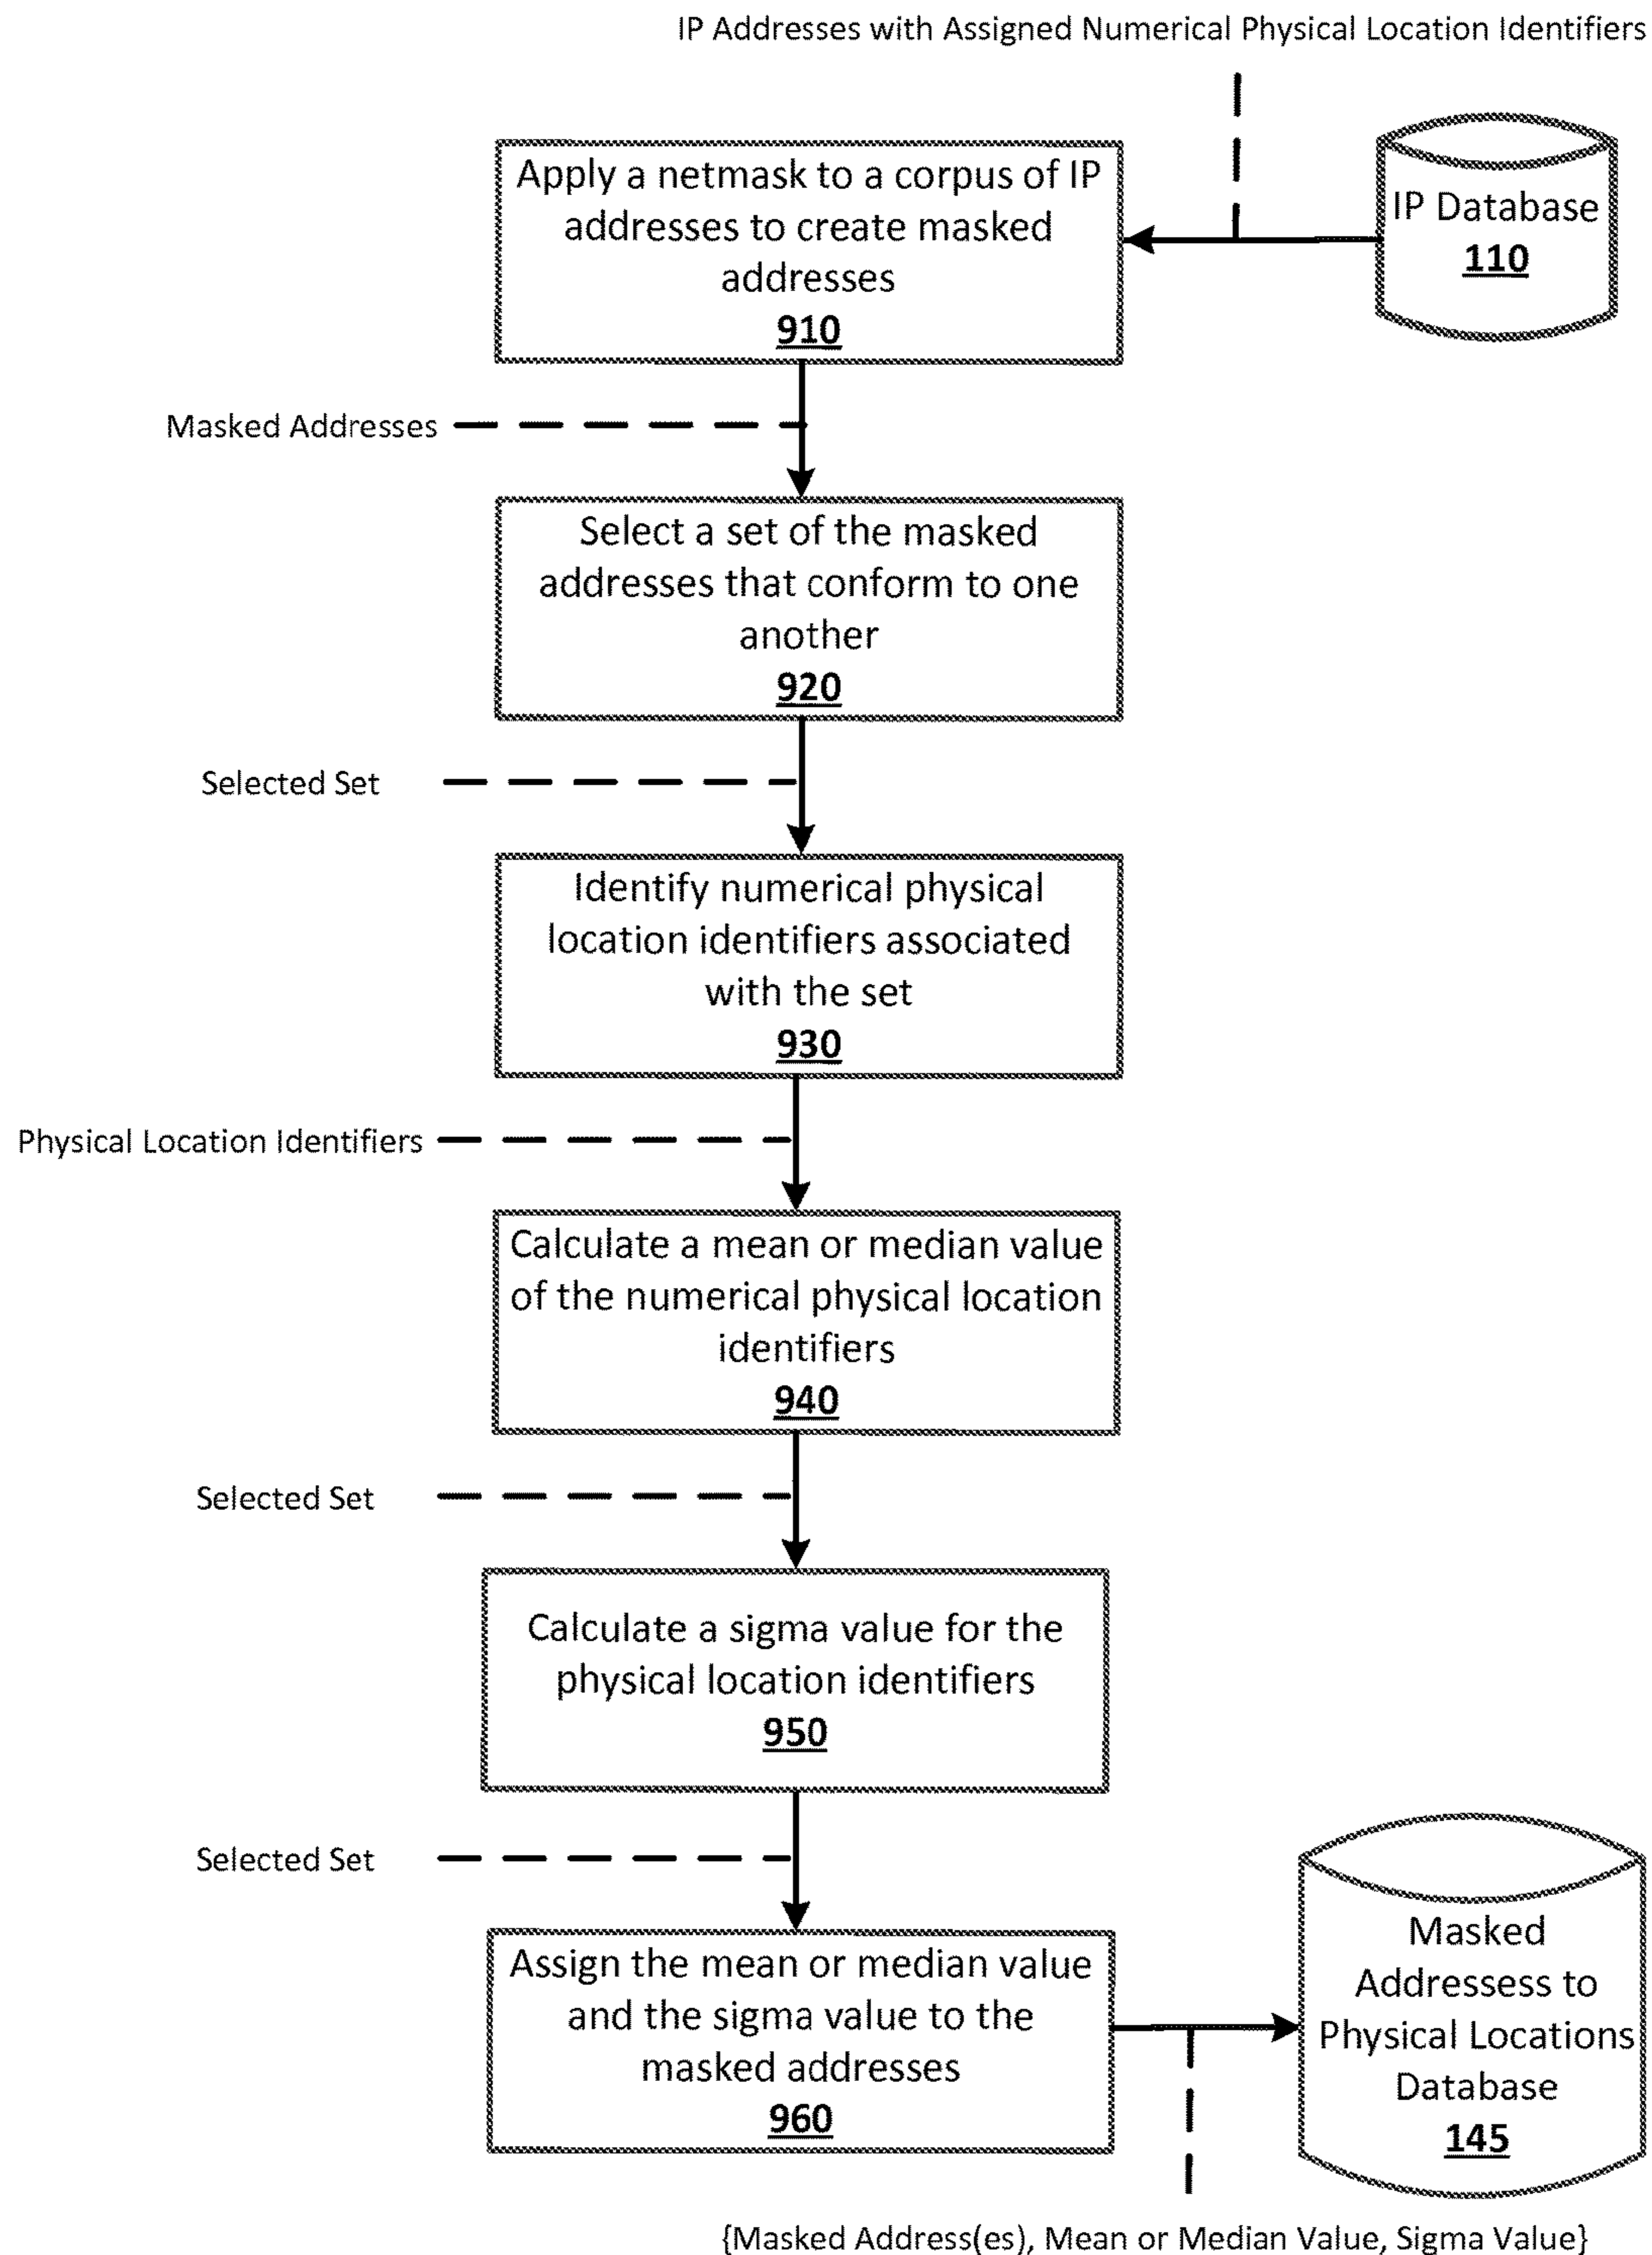 IP Addresses with Assigned Numerical Physical Location Identifiers
Apply a netmask to a corpus of IP
addresses to create masked
addresses
910
IP Database
110
Masked Addresses
Select a set of the masked
addresses that conform to one
another
920
Selected Set
Identify numerical physical
location identifiers associated
with the set
930
Physical Location Identifiers
Calculate a mean or median value
of the numerical physical location
identifiers
940
Selected Set
Calculate a sigma value for the
physical location identifiers
950
Selected Set
Assign the mean or median value
and the sigma value to the
masked addresses
960
Masked
Addressess to
Physical Locations
Database
145
{Masked Address(es), Mean or Median Value, Sigma Value}